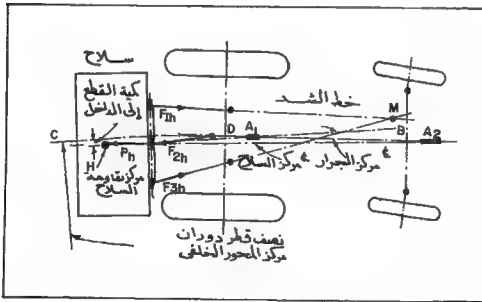 سلاح
كمية القطع
إلى الداخل
C
H
Ph
مركز مقاومة
السلاح
F1h
F2h
F3h
D
A1
خط الشد
M
B
A2
مركز السلاح
مركز الجرار
نصف قطر دوران
مركز المحور الخلفي